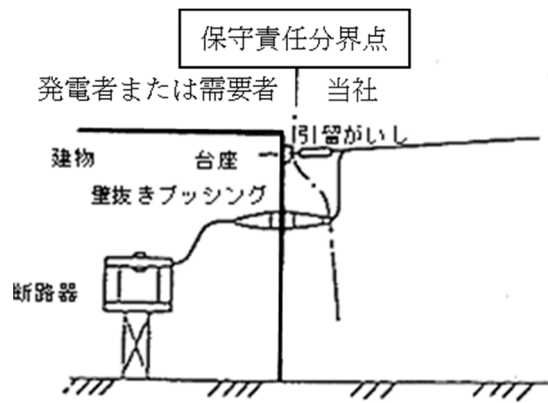 保守責任分界点
発電者または需要者
当社
引留がいし
建物
台座
壁抜きブッシング
断路器